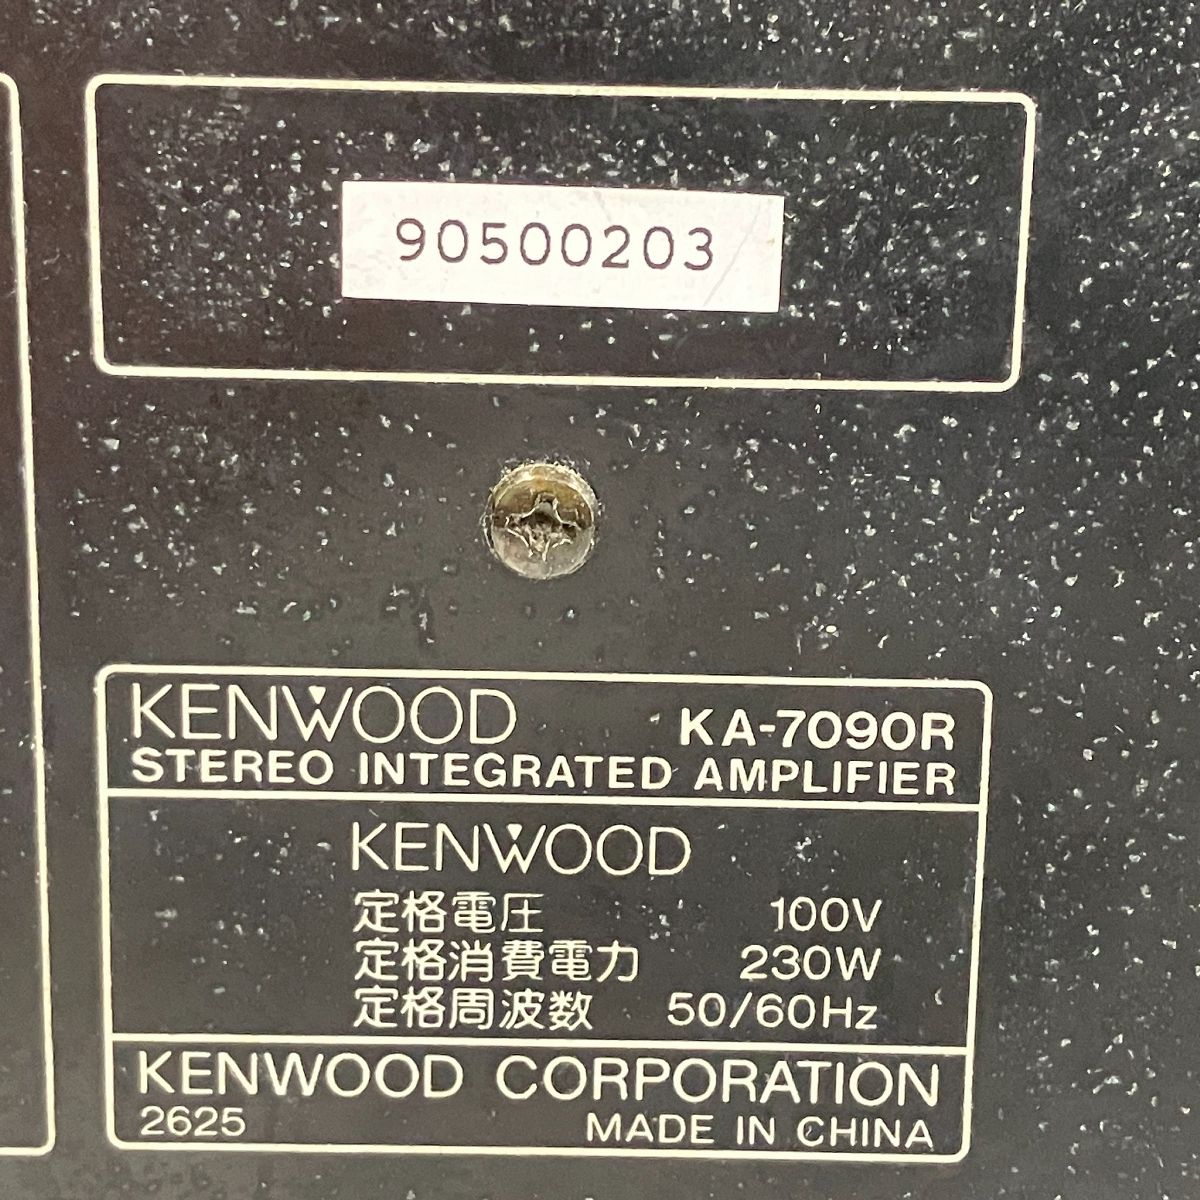 90500203
KENWOOD KA-7090R
STEREO INTEGRATED AMPLIFIER
KENWOOD
定格電圧 100V
定格消費電力 230W
定格周波数 50/60Hz
KENWOOD CORPORATION
2625 MADE IN CHINA